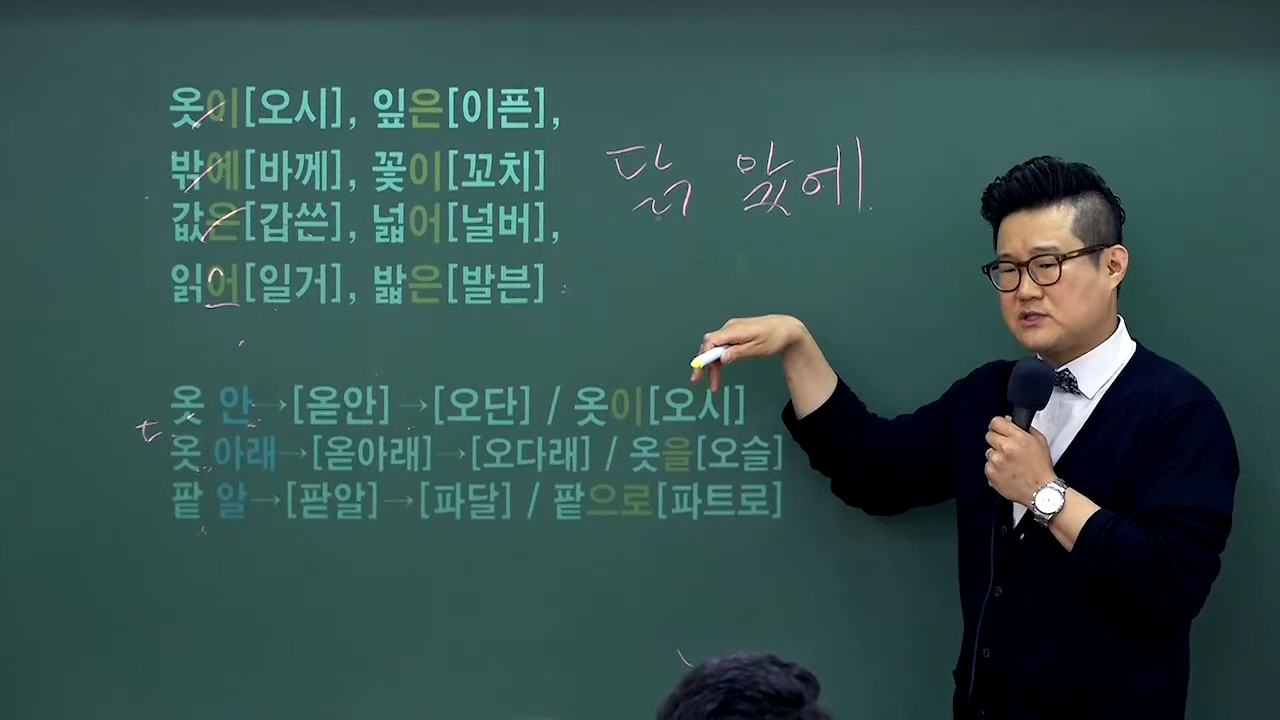 옷이[오시], 잎은[이픈],
밖에[바께], 꽃이[꼬치]
값은[갑쓴], 넓어[널버],
읽어[일거], 밟은[발븐]
닭 앞에
옷 안→[옫안]→[오단] / 옷이[오시]
t
옷 아래→[옫아래]→[오다래] / 옷을[오슬]
팥 알→[팓알]→[파달] / 팥으로[파트로]